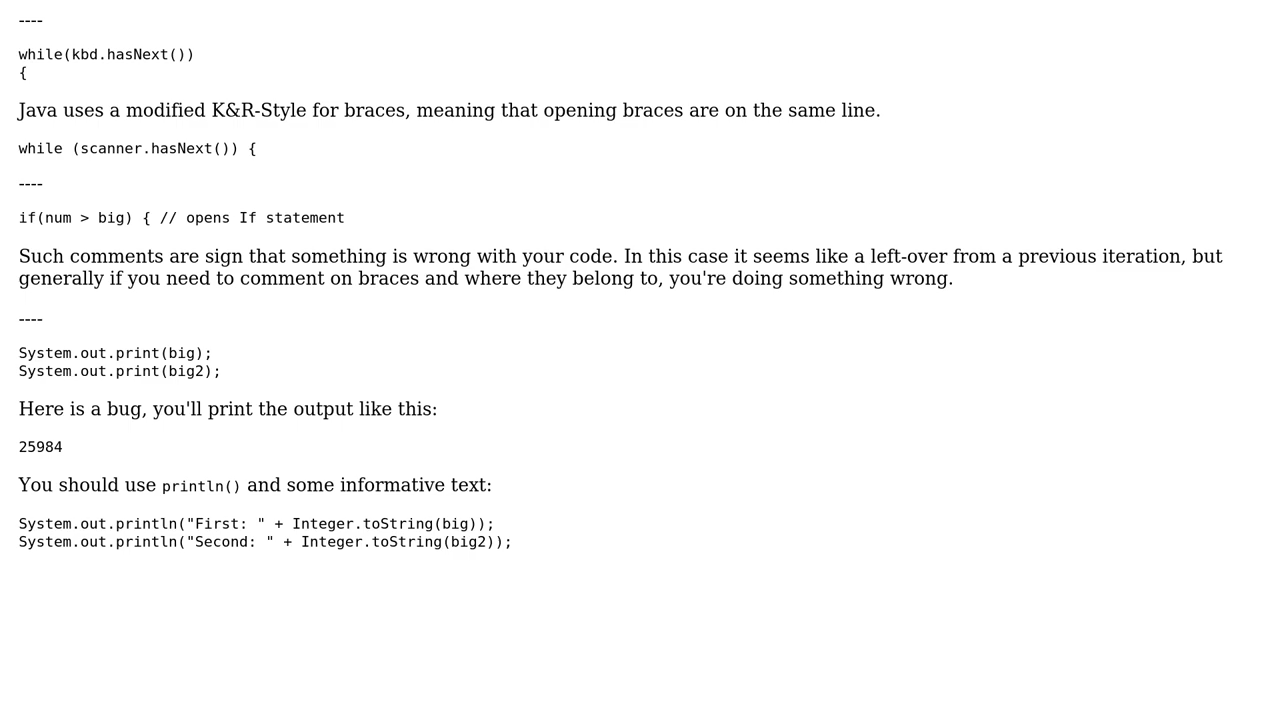 ----
while(kbd.hasNext())
{
Java uses a modified K&R-Style for braces, meaning that opening braces are on the same line.
while (scanner.hasNext()) {
----
if(num > big) { // opens If statement
Such comments are sign that something is wrong with your code. In this case it seems like a left-over from a previous iteration, but
generally if you need to comment on braces and where they belong to, you're doing something wrong.
----
System.out.print(big);
System.out.print(big2);
Here is a bug, you'll print the output like this:
25984
You should use println() and some informative text:
System.out.println("First: " + Integer.toString(big));
System.out.println("Second: " + Integer.toString(big2));